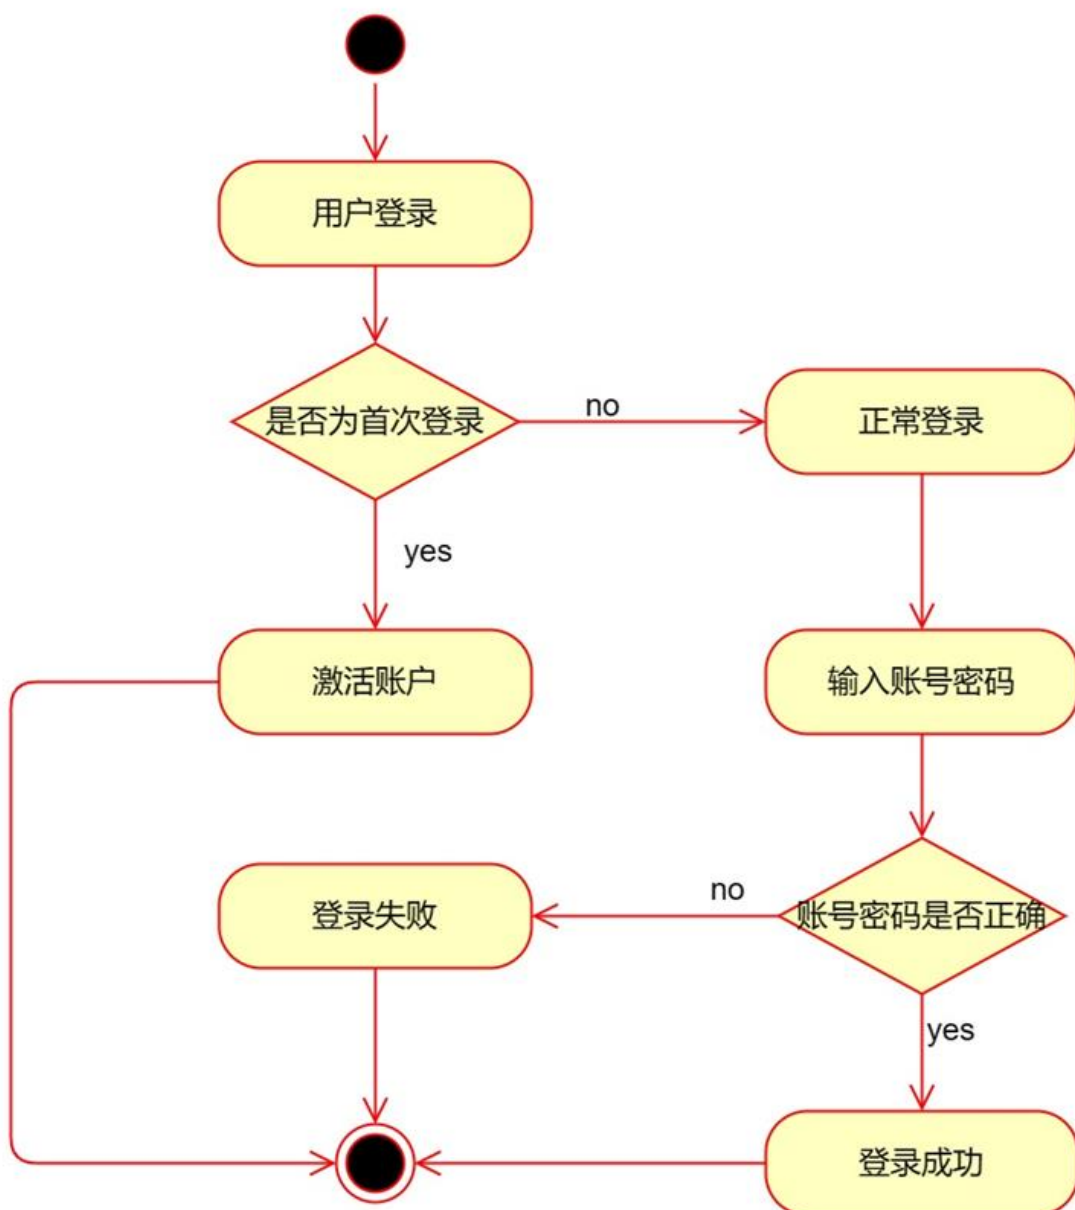 用户登录
是否为首次登录
no
正常登录
yes
激活账户
输入账号密码
登录失败
no
账号密码是否正确
yes
登录成功